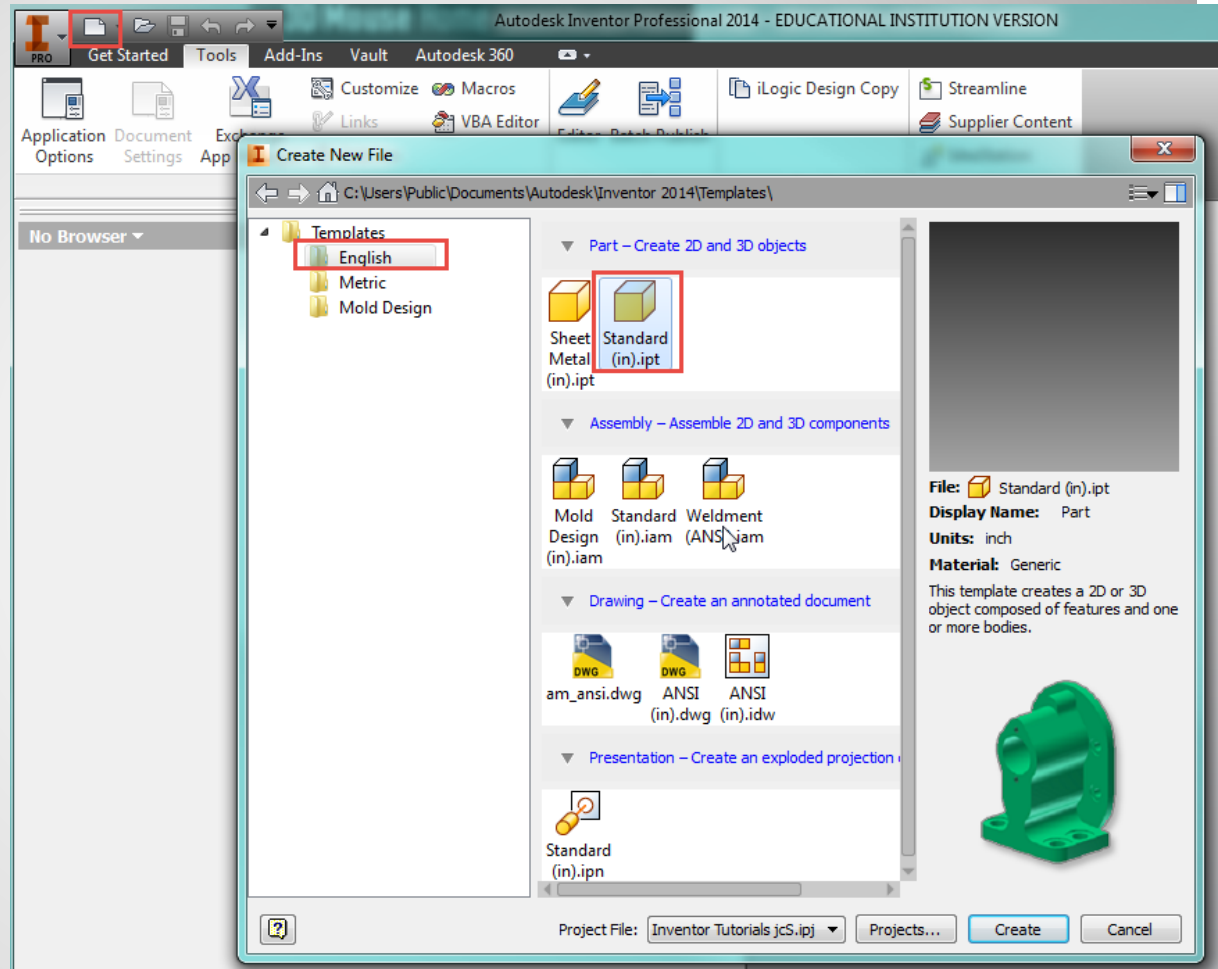 Autodesk Inventor Professional 2014 - EDUCATIONAL INSTITUTION VERSION
PRO
Get Started Tools Add-Ins Vault Autodesk 360
Customize Macros iLogic Design Copy Streamline
Links VBA Editor Supplier Content
Application Document
Options Settings App
Editor Batch Publish
Create New File
C:\Users\Public\Documents\Autodesk\Inventor 2014\Templates\
No Browser
Templates
English
Metric
Mold Design
Part – Create 2D and 3D objects
Sheet Metal (in).ipt
Standard (in).ipt
Assembly – Assemble 2D and 3D components
Mold Design (in).iam
Standard (in).iam
Weldment
Drawing – Create an annotated document
DWG DWG
am_ansi.dwg
ANSI (in).dwg
ANSI (in).idw
Presentation – Create an exploded projection
Standard (in).ipn
File: Standard (in).ipt
Display Name: Part
Units: inch
Material: Generic
This template creates a 2D or 3D
object composed of features and one
or more bodies.
Project File: Inventor Tutorials jcS.ipj Projects... Create Cancel